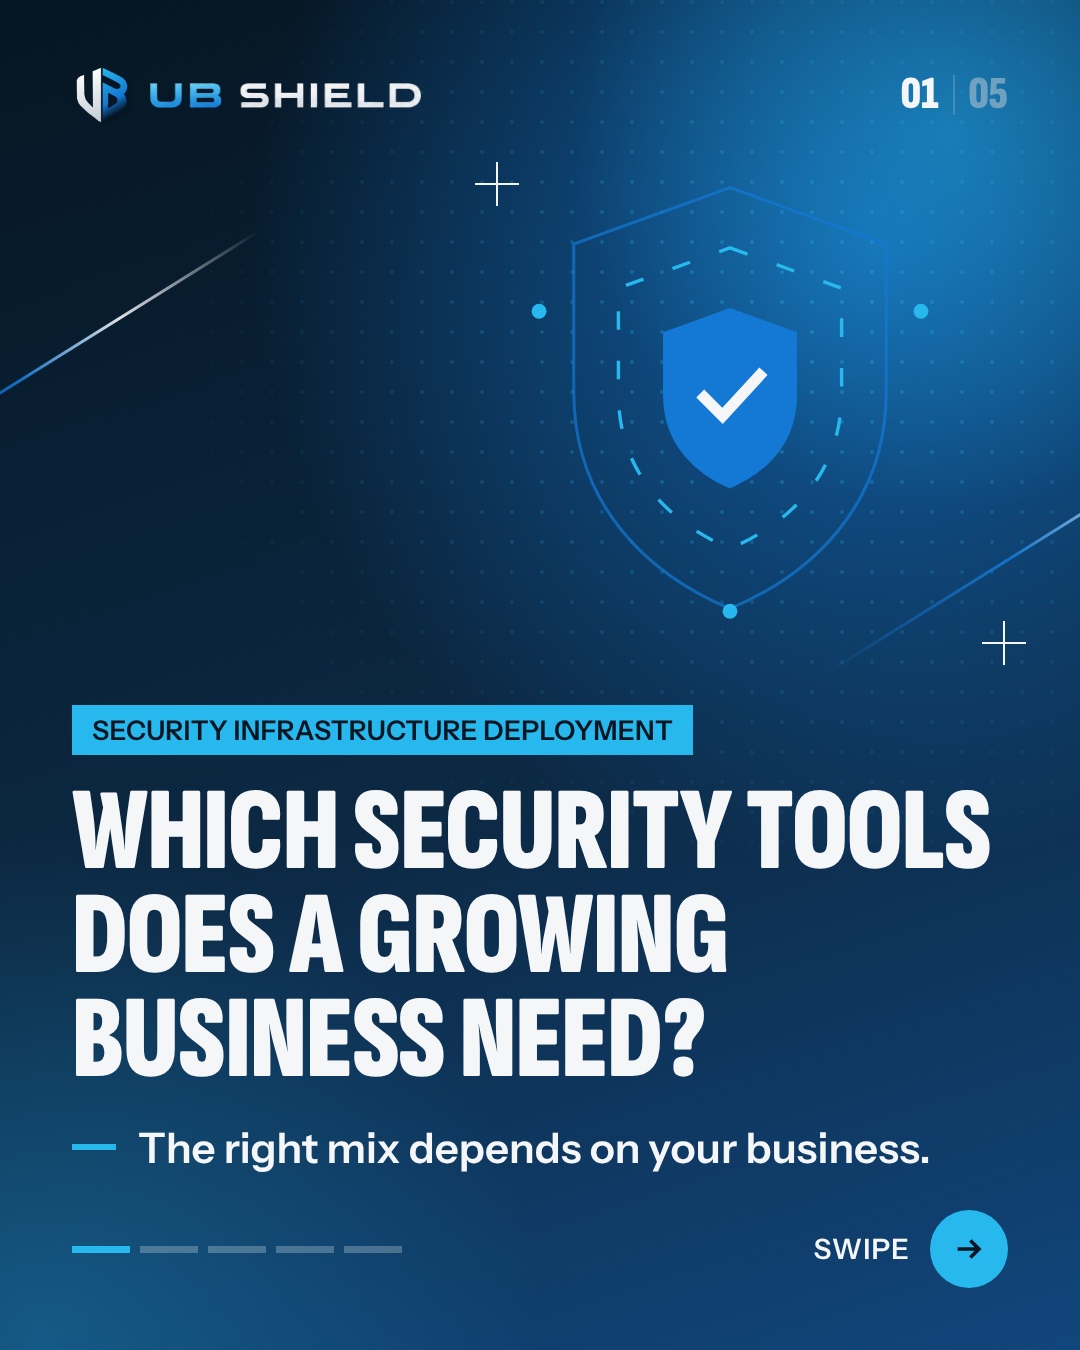 UB SHIELD
01 | 05
SECURITY INFRASTRUCTURE DEPLOYMENT
WHICH SECURITY TOOLS
DOES A GROWING
BUSINESS NEED?
The right mix depends on your business.
SWIPE